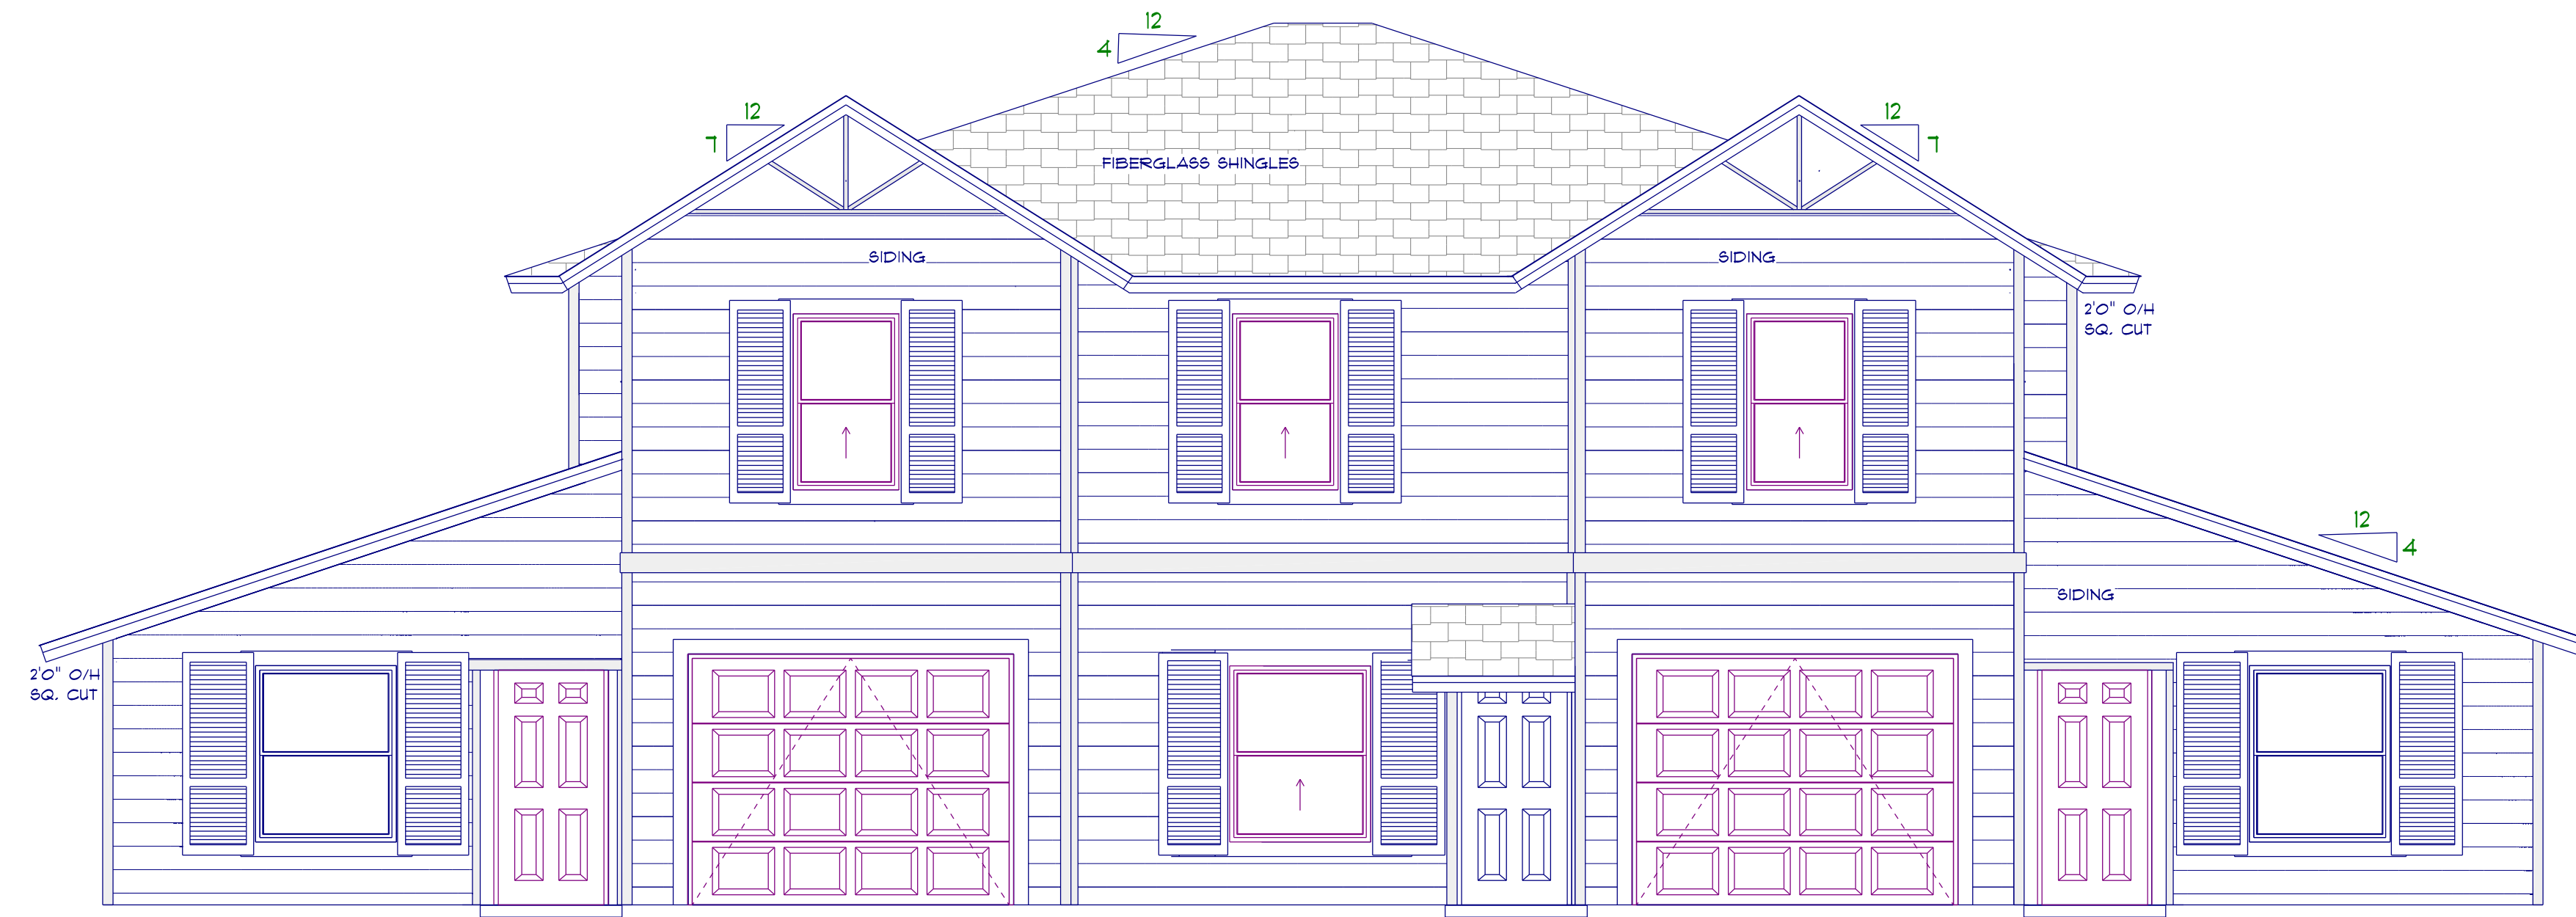 12
4
12
7
12
7
FIBERGLASS SHINGLES
SIDING
SIDING
2'0" O/H
SQ. CUT
12
4
SIDING
2'0" O/H
SQ. CUT